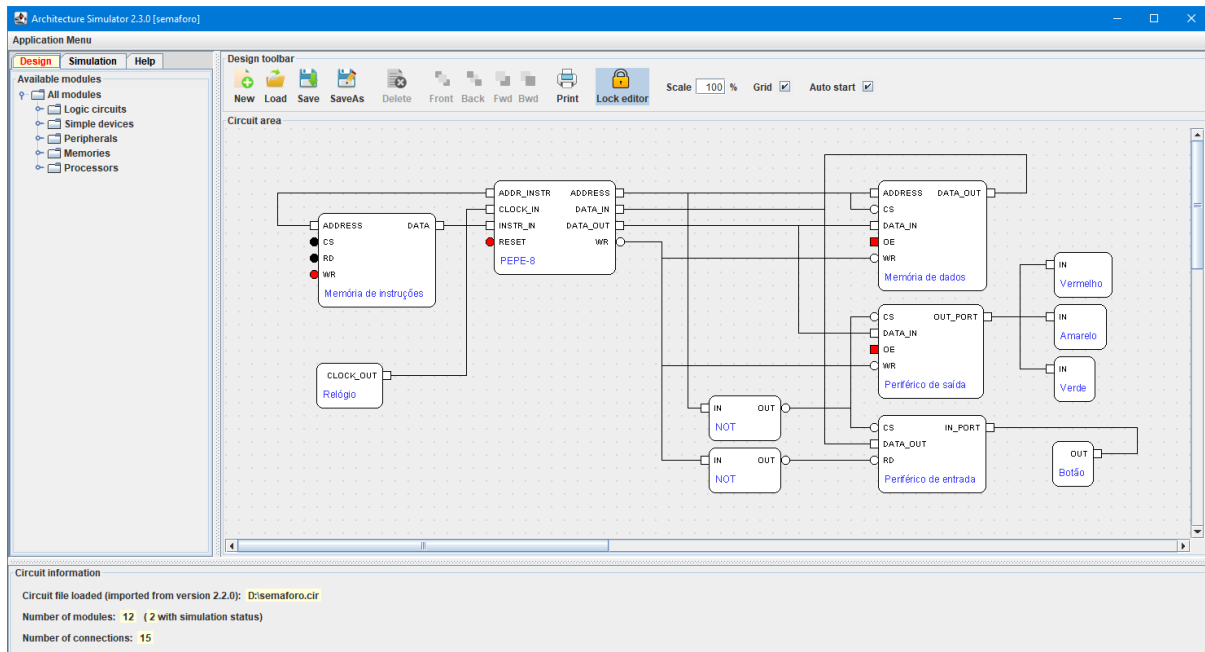 Architecture Simulator 2.3.0 [semaforo]
Application Menu
Design Simulation Help
Available modules
All modules
Logic circuits
Simple devices
Peripherals
Memories
Processors
Design toolbar
New Load Save SaveAs Delete Front Back Fwd Bwd Print Lock editor Scale 100 % Grid Auto start
Circuit area
ADDRESS DATA
CS
RD
WR
Memória de instruções
CLOCK_OUT
Relógio
ADDR_INSTR ADDRESS
CLOCK_IN DATA_IN
INSTR_IN DATA_OUT
RESET WR
PEPE-8
IN OUT
NOT
IN OUT
NOT
ADDRESS DATA_OUT
CS
DATA_IN
OE
WR
Memória de dados
CS OUT_PORT
DATA_IN
OE
WR
Periférico de saída
CS IN_PORT
DATA_OUT
RD
Periférico de entrada
IN
Vermelho
IN
Amarelo
IN
Verde
OUT
Botão
Circuit information
Circuit file loaded (imported from version 2.2.0): D:\semaforo.cir
Number of modules: 12 ( 2 with simulation status)
Number of connections: 15